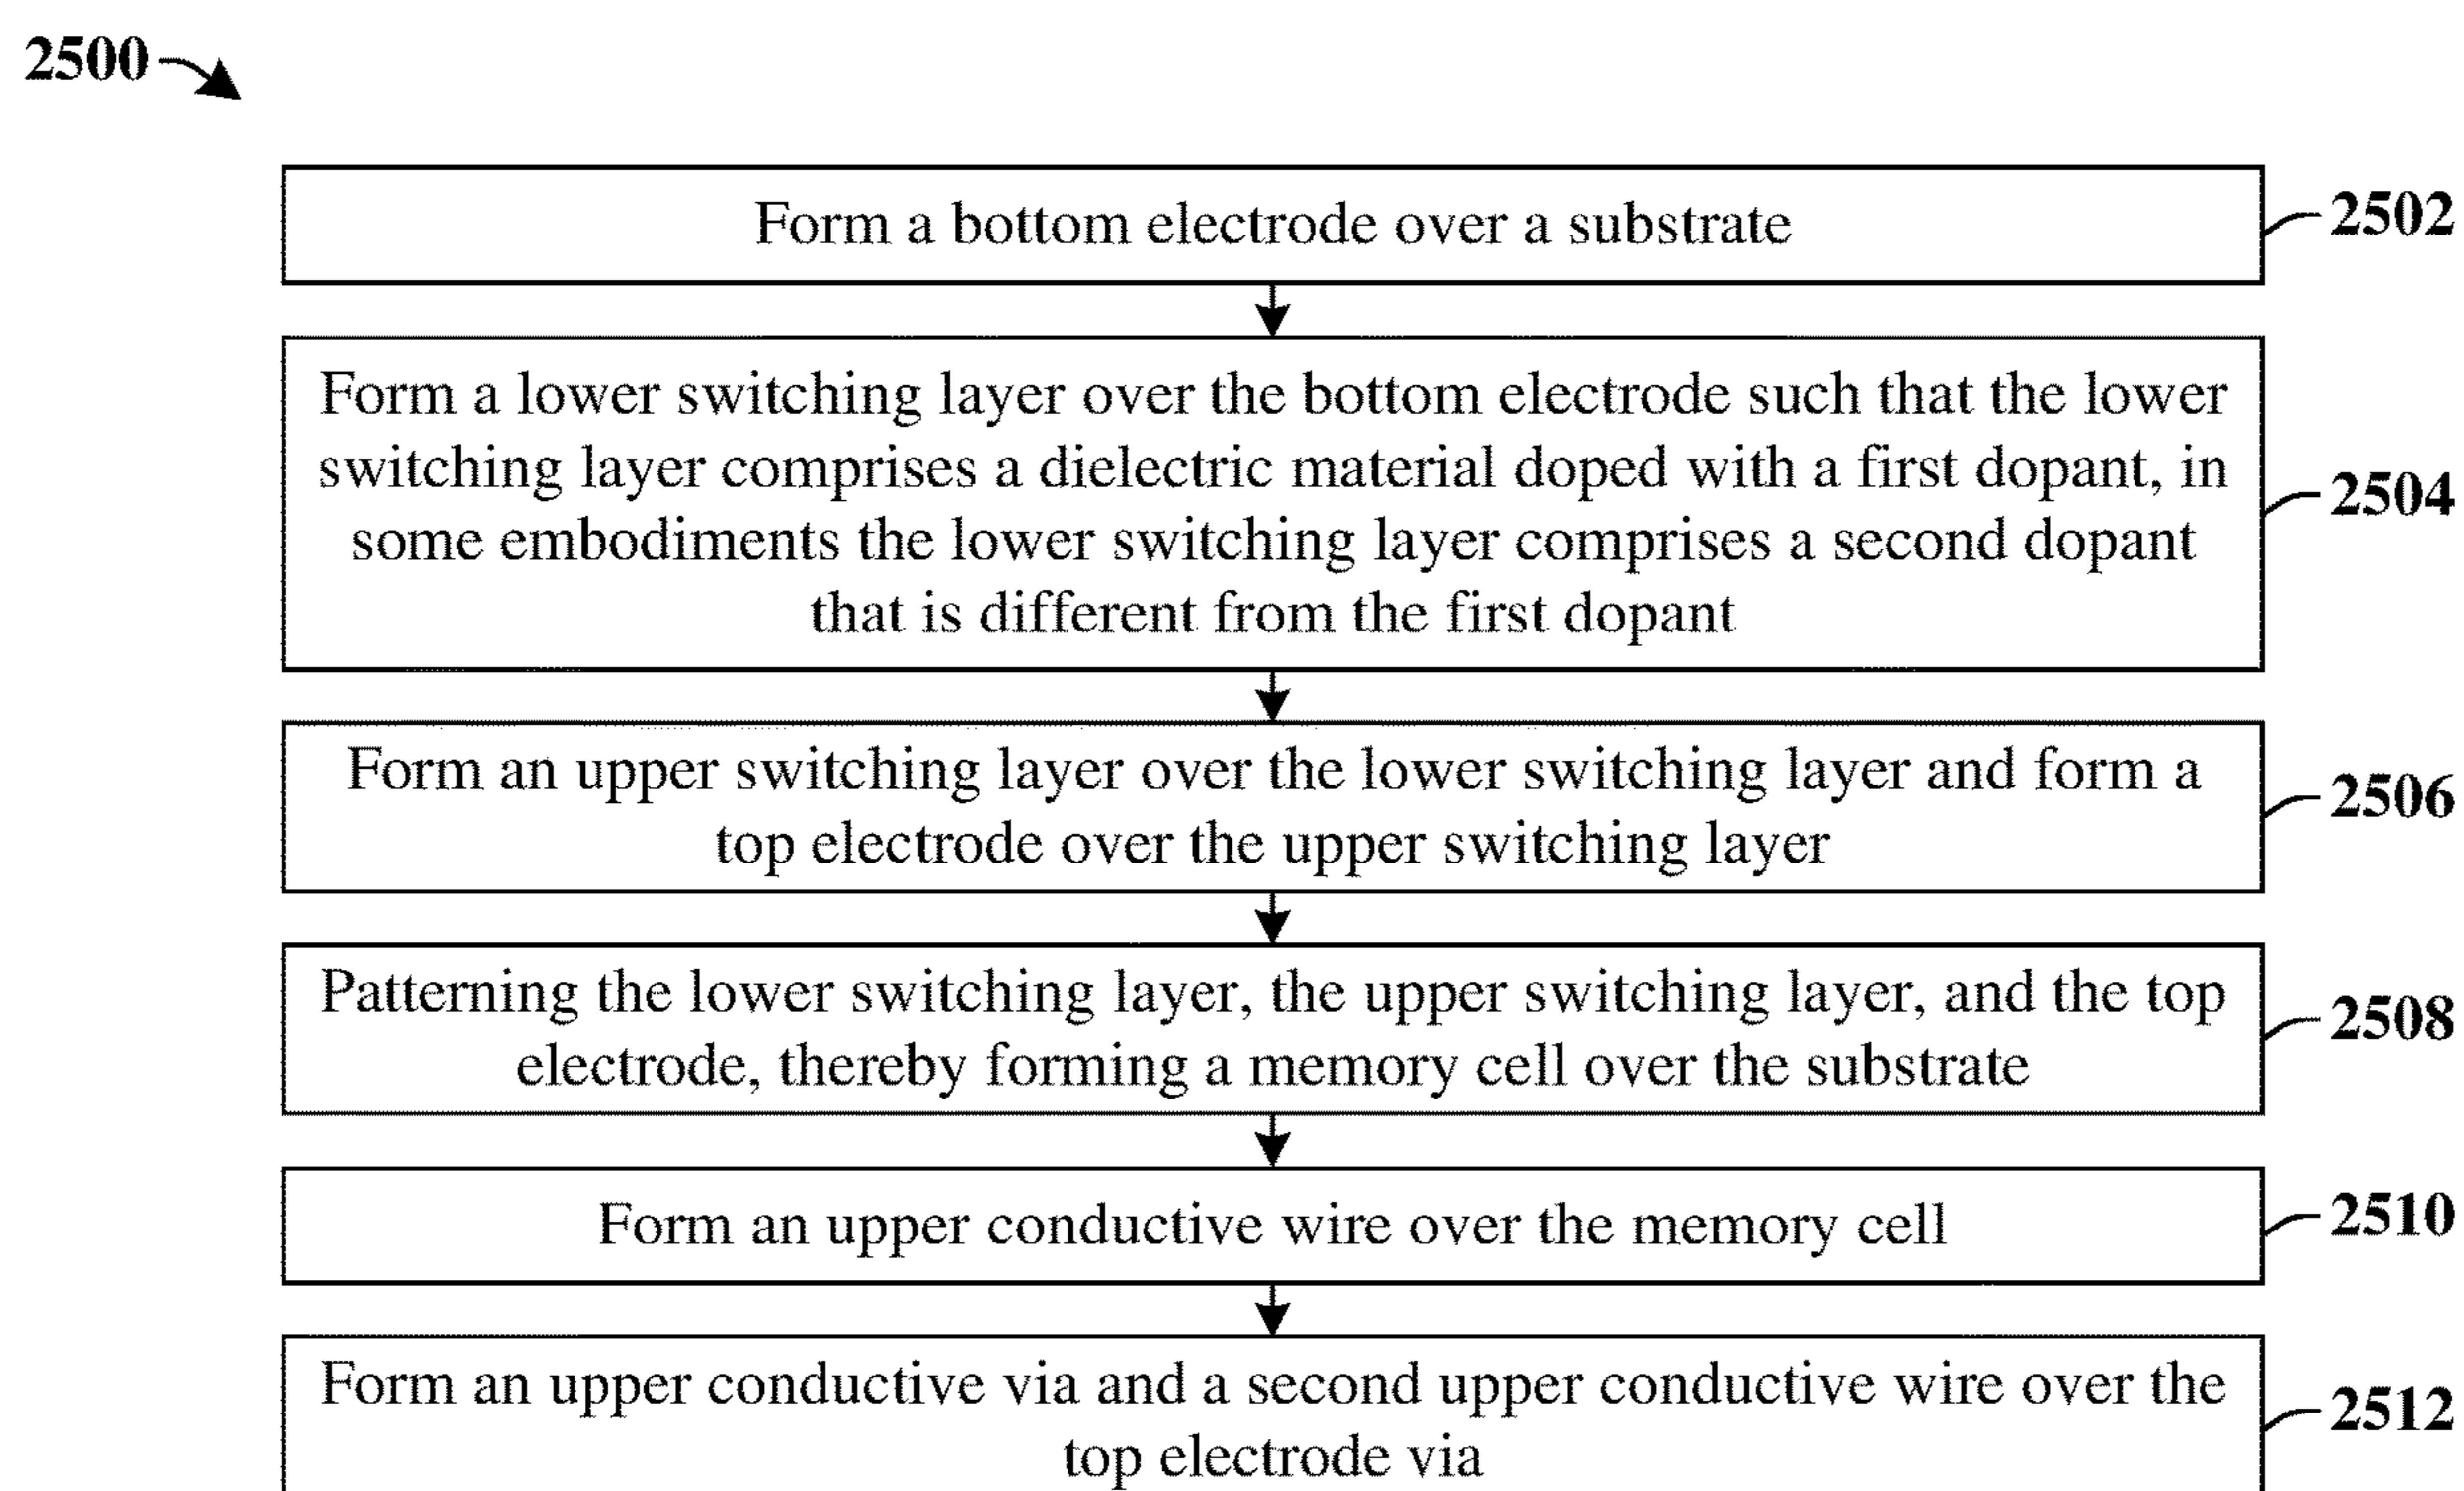 2500
Form a bottom electrode over a substrate
2502
Form a lower switching layer over the bottom electrode such that the lower
switching layer comprises a dielectric material doped with a first dopant, in
some embodiments the lower switching layer comprises a second dopant
that is different from the first dopant
2504
Form an upper switching layer over the lower switching layer and form a
top electrode over the upper switching layer
2506
Patterning the lower switching layer, the upper switching layer, and the top
electrode, thereby forming a memory cell over the substrate
2508
Form an upper conductive wire over the memory cell
2510
Form an upper conductive via and a second upper conductive wire over the
top electrode via
2512